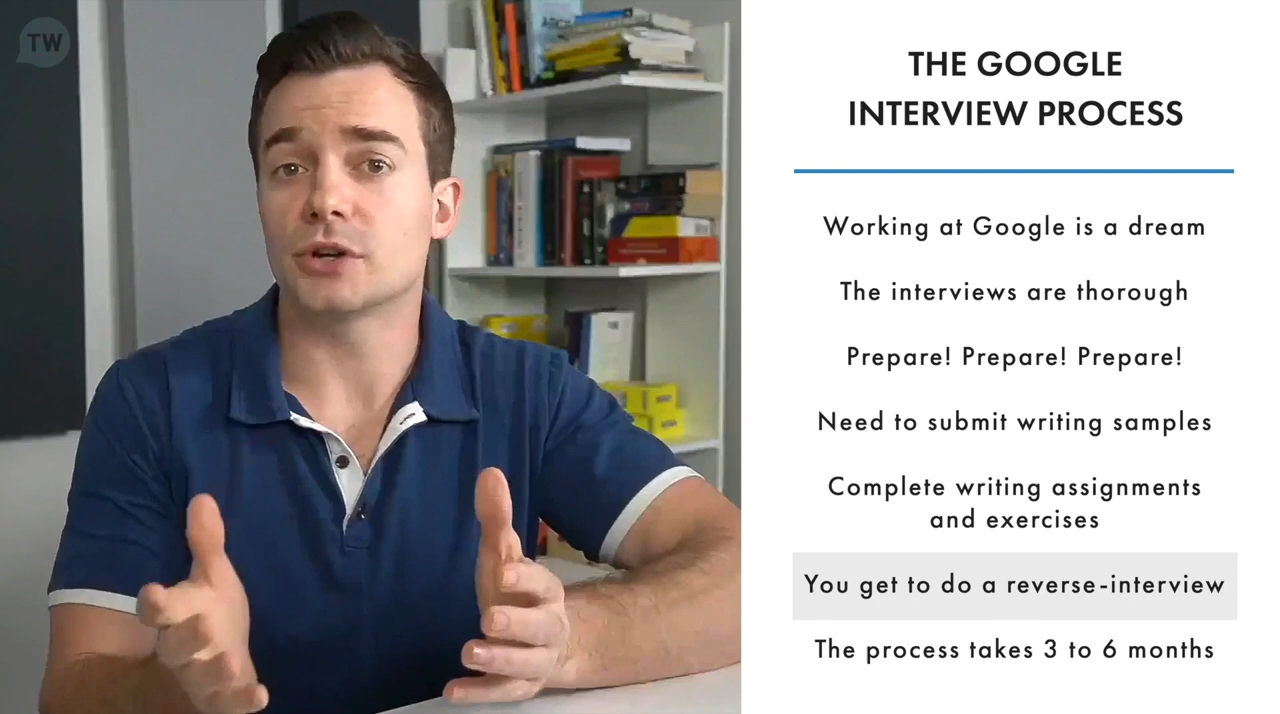 TW
THE GOOGLE
INTERVIEW PROCESS
Working at Google is a dream
The interviews are thorough
Prepare! Prepare! Prepare!
Need to submit writing samples
Complete writing assignments
and exercises
You get to do a reverse-interview
The process takes 3 to 6 months